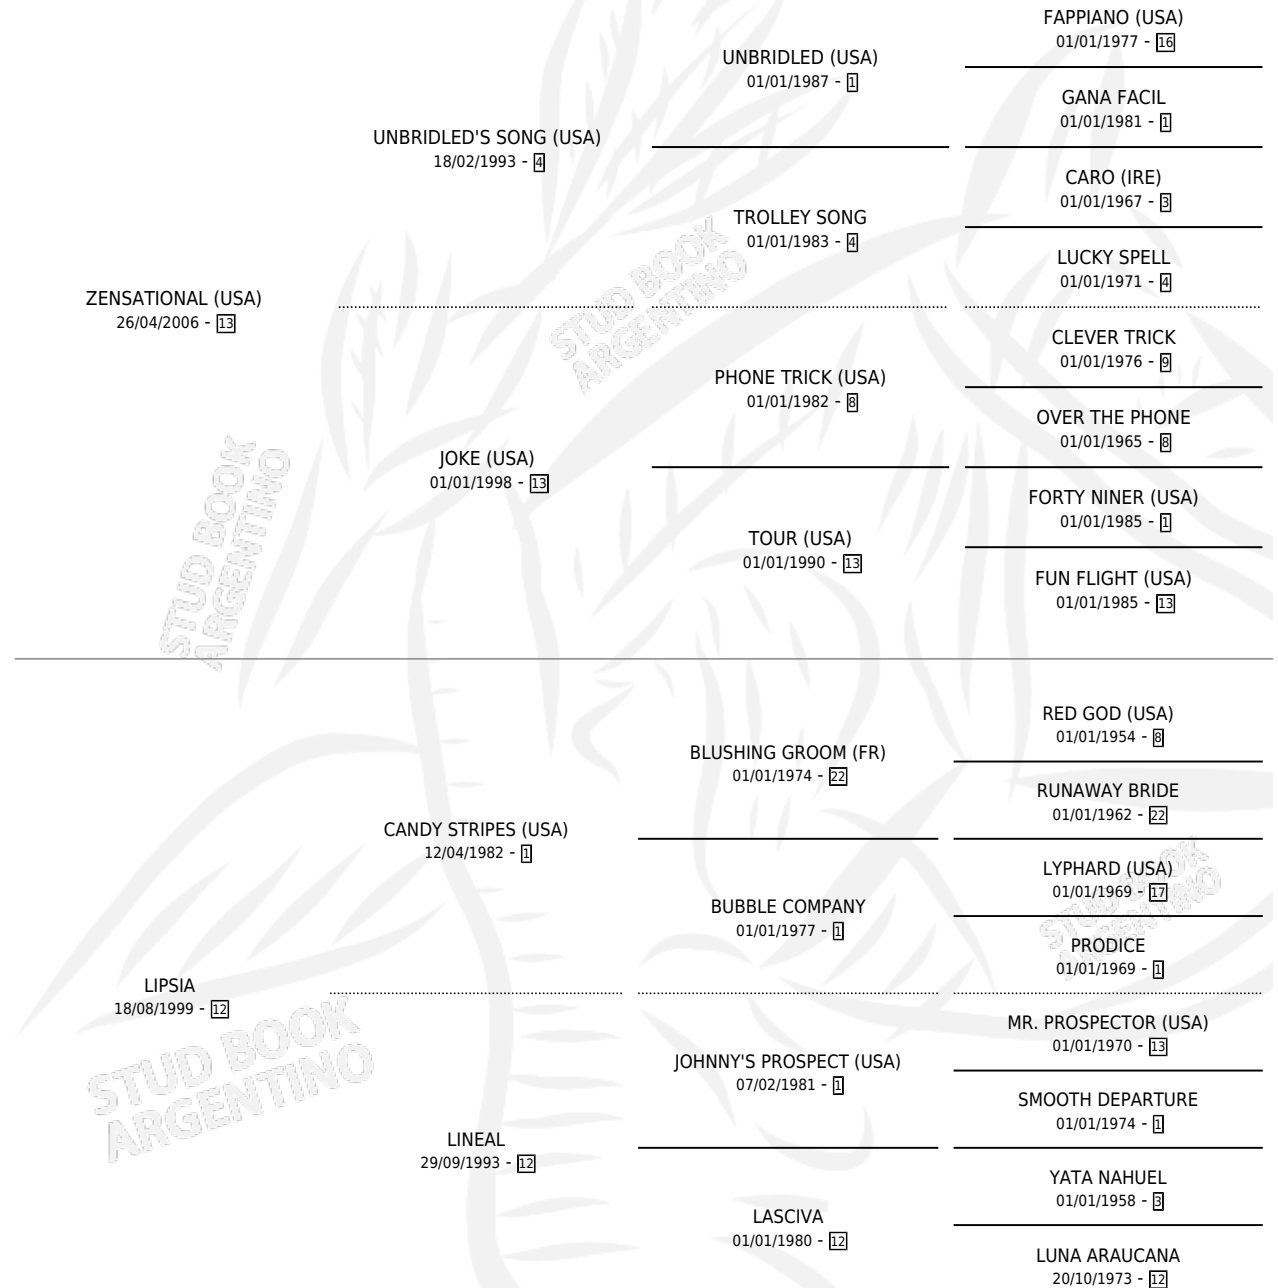 FAPPIANO (USA)
01/01/1977 - 16
UNBRIDLED (USA)
01/01/1987 - 1
GANA FACIL
01/01/1981 - 1
UNBRIDLED'S SONG (USA)
18/02/1993 - 4
CARO (IRE)
01/01/1967 - 3
TROLLEY SONG
01/01/1983 - 4
LUCKY SPELL
01/01/1971 - 4
ZENSATIONAL (USA)
26/04/2006 - 13
STUD BOOK
ARGENTINO
CLEVER TRICK
01/01/1976 - 9
PHONE TRICK (USA)
01/01/1982 - 8
OVER THE PHONE
01/01/1965 - 8
JOKE (USA)
01/01/1998 - 13
FORTY NINER (USA)
01/01/1985 - 1
TOUR (USA)
01/01/1990 - 13
FUN FLIGHT (USA)
01/01/1985 - 13
STUD BOOK
ARGENTINO
RED GOD (USA)
01/01/1954 - 8
BLUSHING GROOM (FR)
01/01/1974 - 22
RUNAWAY BRIDE
01/01/1962 - 22
CANDY STRIPES (USA)
12/04/1982 - 1
LYPHARD (USA)
01/01/1969 - 17
BUBBLE COMPANY
01/01/1977 - 1
STUD BOOK
ARGENTINO
PRODICE
01/01/1969 - 1
LIPSIA
18/08/1999 - 12
STUD BOOK
ARGENTINO
MR. PROSPECTOR (USA)
01/01/1970 - 13
JOHNNY'S PROSPECT (USA)
07/02/1981 - 1
SMOOTH DEPARTURE
01/01/1974 - 1
LINEAL
29/09/1993 - 12
YATA NAHUEL
01/01/1958 - 3
LASCIVA
01/01/1980 - 12
LUNA ARAUCANA
20/10/1973 - 12